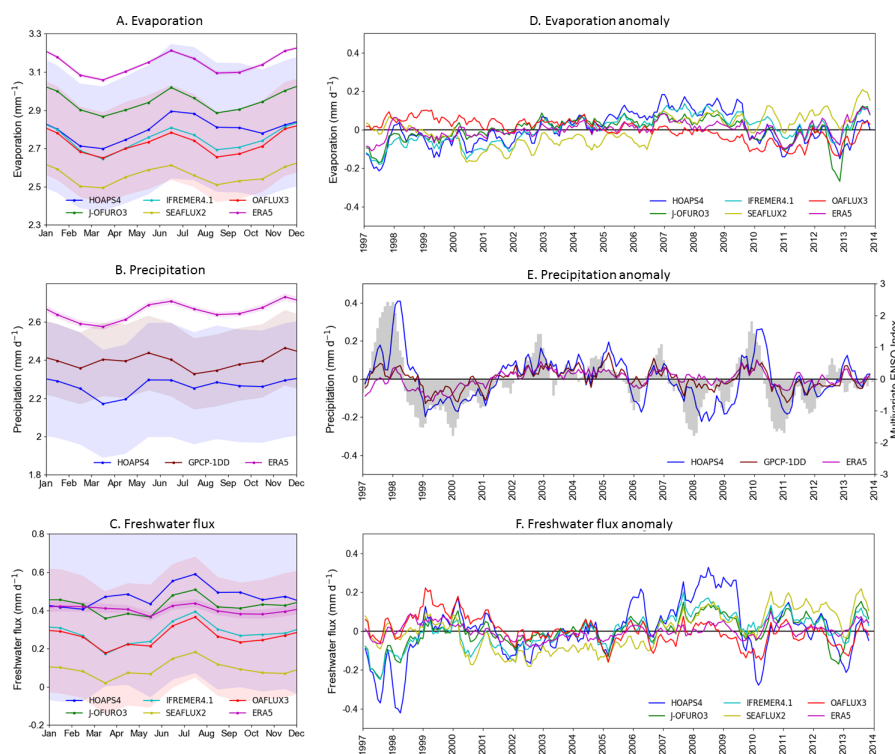 A. Evaporation
Evaporation (mm⁻¹)
3.3
3.1
2.9
2.7
2.5
2.3
Jan Feb Mar Apr May Jun Jul Aug Sep Oct Nov Dec
HOAPS4 IFREMER4.1 OAFLUX3
J-OFURO3 SEAFLUX2 ERA5
D. Evaporation anomaly
Evaporation (mm d⁻¹)
0.4
0.2
0
-0.2
-0.4
1997 1998 1999 2000 2001 2002 2003 2004 2005 2006 2007 2008 2009 2010 2011 2012 2013 2014
HOAPS4 IFREMER4.1 OAFLUX3
J-OFURO3 SEAFLUX2 ERA5
B. Precipitation
Precipitation (mm d⁻¹)
2.6
2.4
2.2
2
1.8
Jan Feb Mar Apr May Jun Jul Aug Sep Oct Nov Dec
HOAPS4 GPCP-1DD ERA5
E. Precipitation anomaly
Precipitation (mm d⁻¹)
0.4
0.2
0
-0.2
-0.4
3
2
1
0
-1
-2
-3
Multivariate ENSO Index
1997 1998 1999 2000 2001 2002 2003 2004 2005 2006 2007 2008 2009 2010 2011 2012 2013 2014
HOAPS4 GPCP-1DD ERA5
C. Freshwater flux
Freshwater flux (mm d⁻¹)
0.8
0.6
0.4
0.2
0
-0.2
Jan Feb Mar Apr May Jun Jul Aug Sep Oct Nov Dec
HOAPS4 IFREMER4.1 OAFLUX3
J-OFURO3 SEAFLUX2 ERA5
F. Freshwater flux anomaly
Freshwater flux (mm d⁻¹)
0.4
0.2
0
-0.2
-0.4
1997 1998 1999 2000 2001 2002 2003 2004 2005 2006 2007 2008 2009 2010 2011 2012 2013 2014
HOAPS4 IFREMER4.1 OAFLUX3
J-OFURO3 SEAFLUX2 ERA5